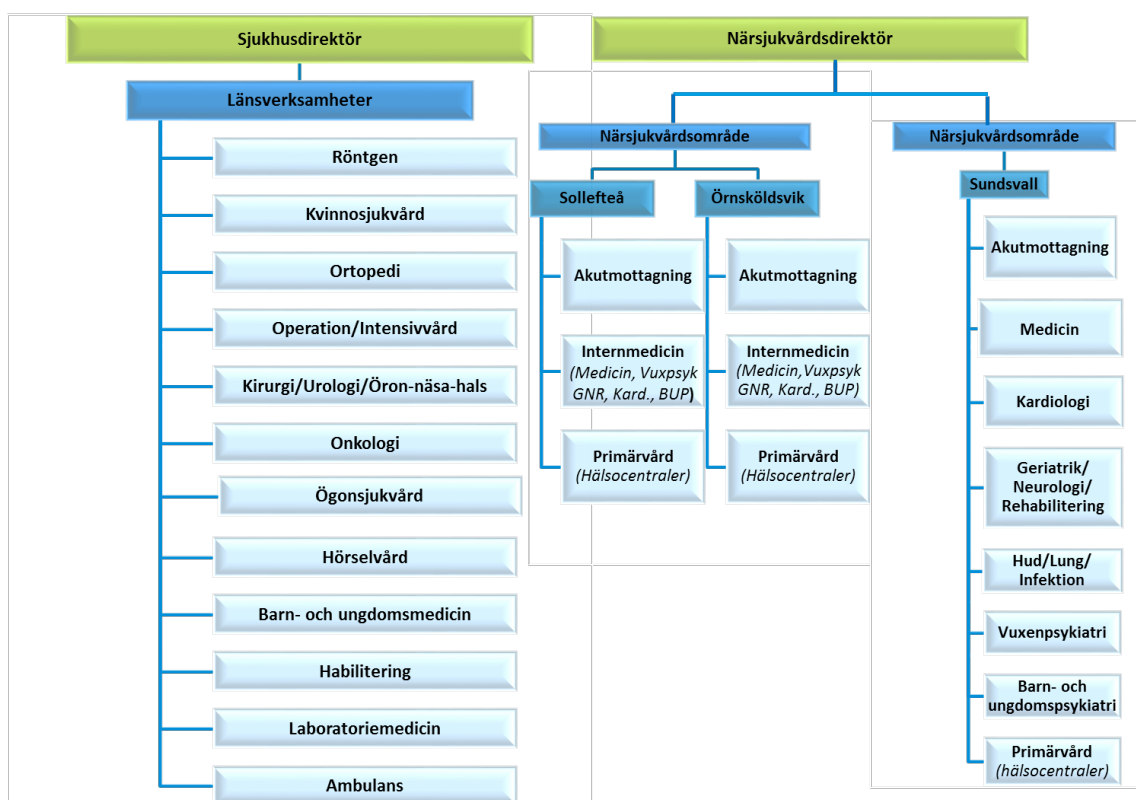 Sjukhusdirektör
Länsverksamheter
Röntgen
Kvinnosjukvård
Ortopedi
Operation/Intensivvård
Kirurgi/Urologi/Öron-näsa-hals
Onkologi
Ögonsjukvård
Hörselvård
Barn- och ungdomsmedicin
Habilitering
Laboratoriemedicin
Ambulans
Närsjukvårdsdirektör
Närsjukvårdsområde
Sollefteå
Akutmottagning
Internmedicin
(Medicin, Vuxpsyk
GNR, Kard., BUP)
Primärvård
(Hälsocentraler)
Örnsköldsvik
Akutmottagning
Internmedicin
(Medicin,Vuxpsyk
GNR, Kard., BUP)
Primärvård
(Hälsocentraler)
Närsjukvårdsområde
Sundsvall
Akutmottagning
Medicin
Kardiologi
Geriatrik/
Neurologi/
Rehabilitering
Hud/Lung/
Infektion
Vuxenpsykiatri
Barn- och
ungdomspsykiatri
Primärvård
(hälsocentraler)